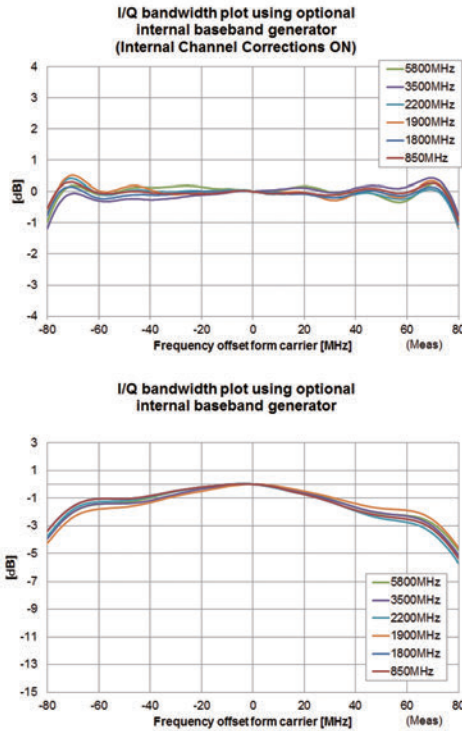 I/Q bandwidth plot using optional
internal baseband generator
(Internal Channel Corrections ON)
4
3
2
1
0
-1
-2
-3
-4
[dB]
5800MHz
3500MHz
2200MHz
1900MHz
1800MHz
850MHz
-80 -60 -40 -20 0 20 40 60 80
Frequency offset form carrier [MHz] (Meas)
I/Q bandwidth plot using optional
internal baseband generator
3
1
-1
-3
-5
-7
-9
-11
-13
-15
[dB]
5800MHz
3500MHz
2200MHz
1900MHz
1800MHz
850MHz
-80 -60 -40 -20 0 20 40 60 80
Frequency offset form carrier [MHz] (Meas)